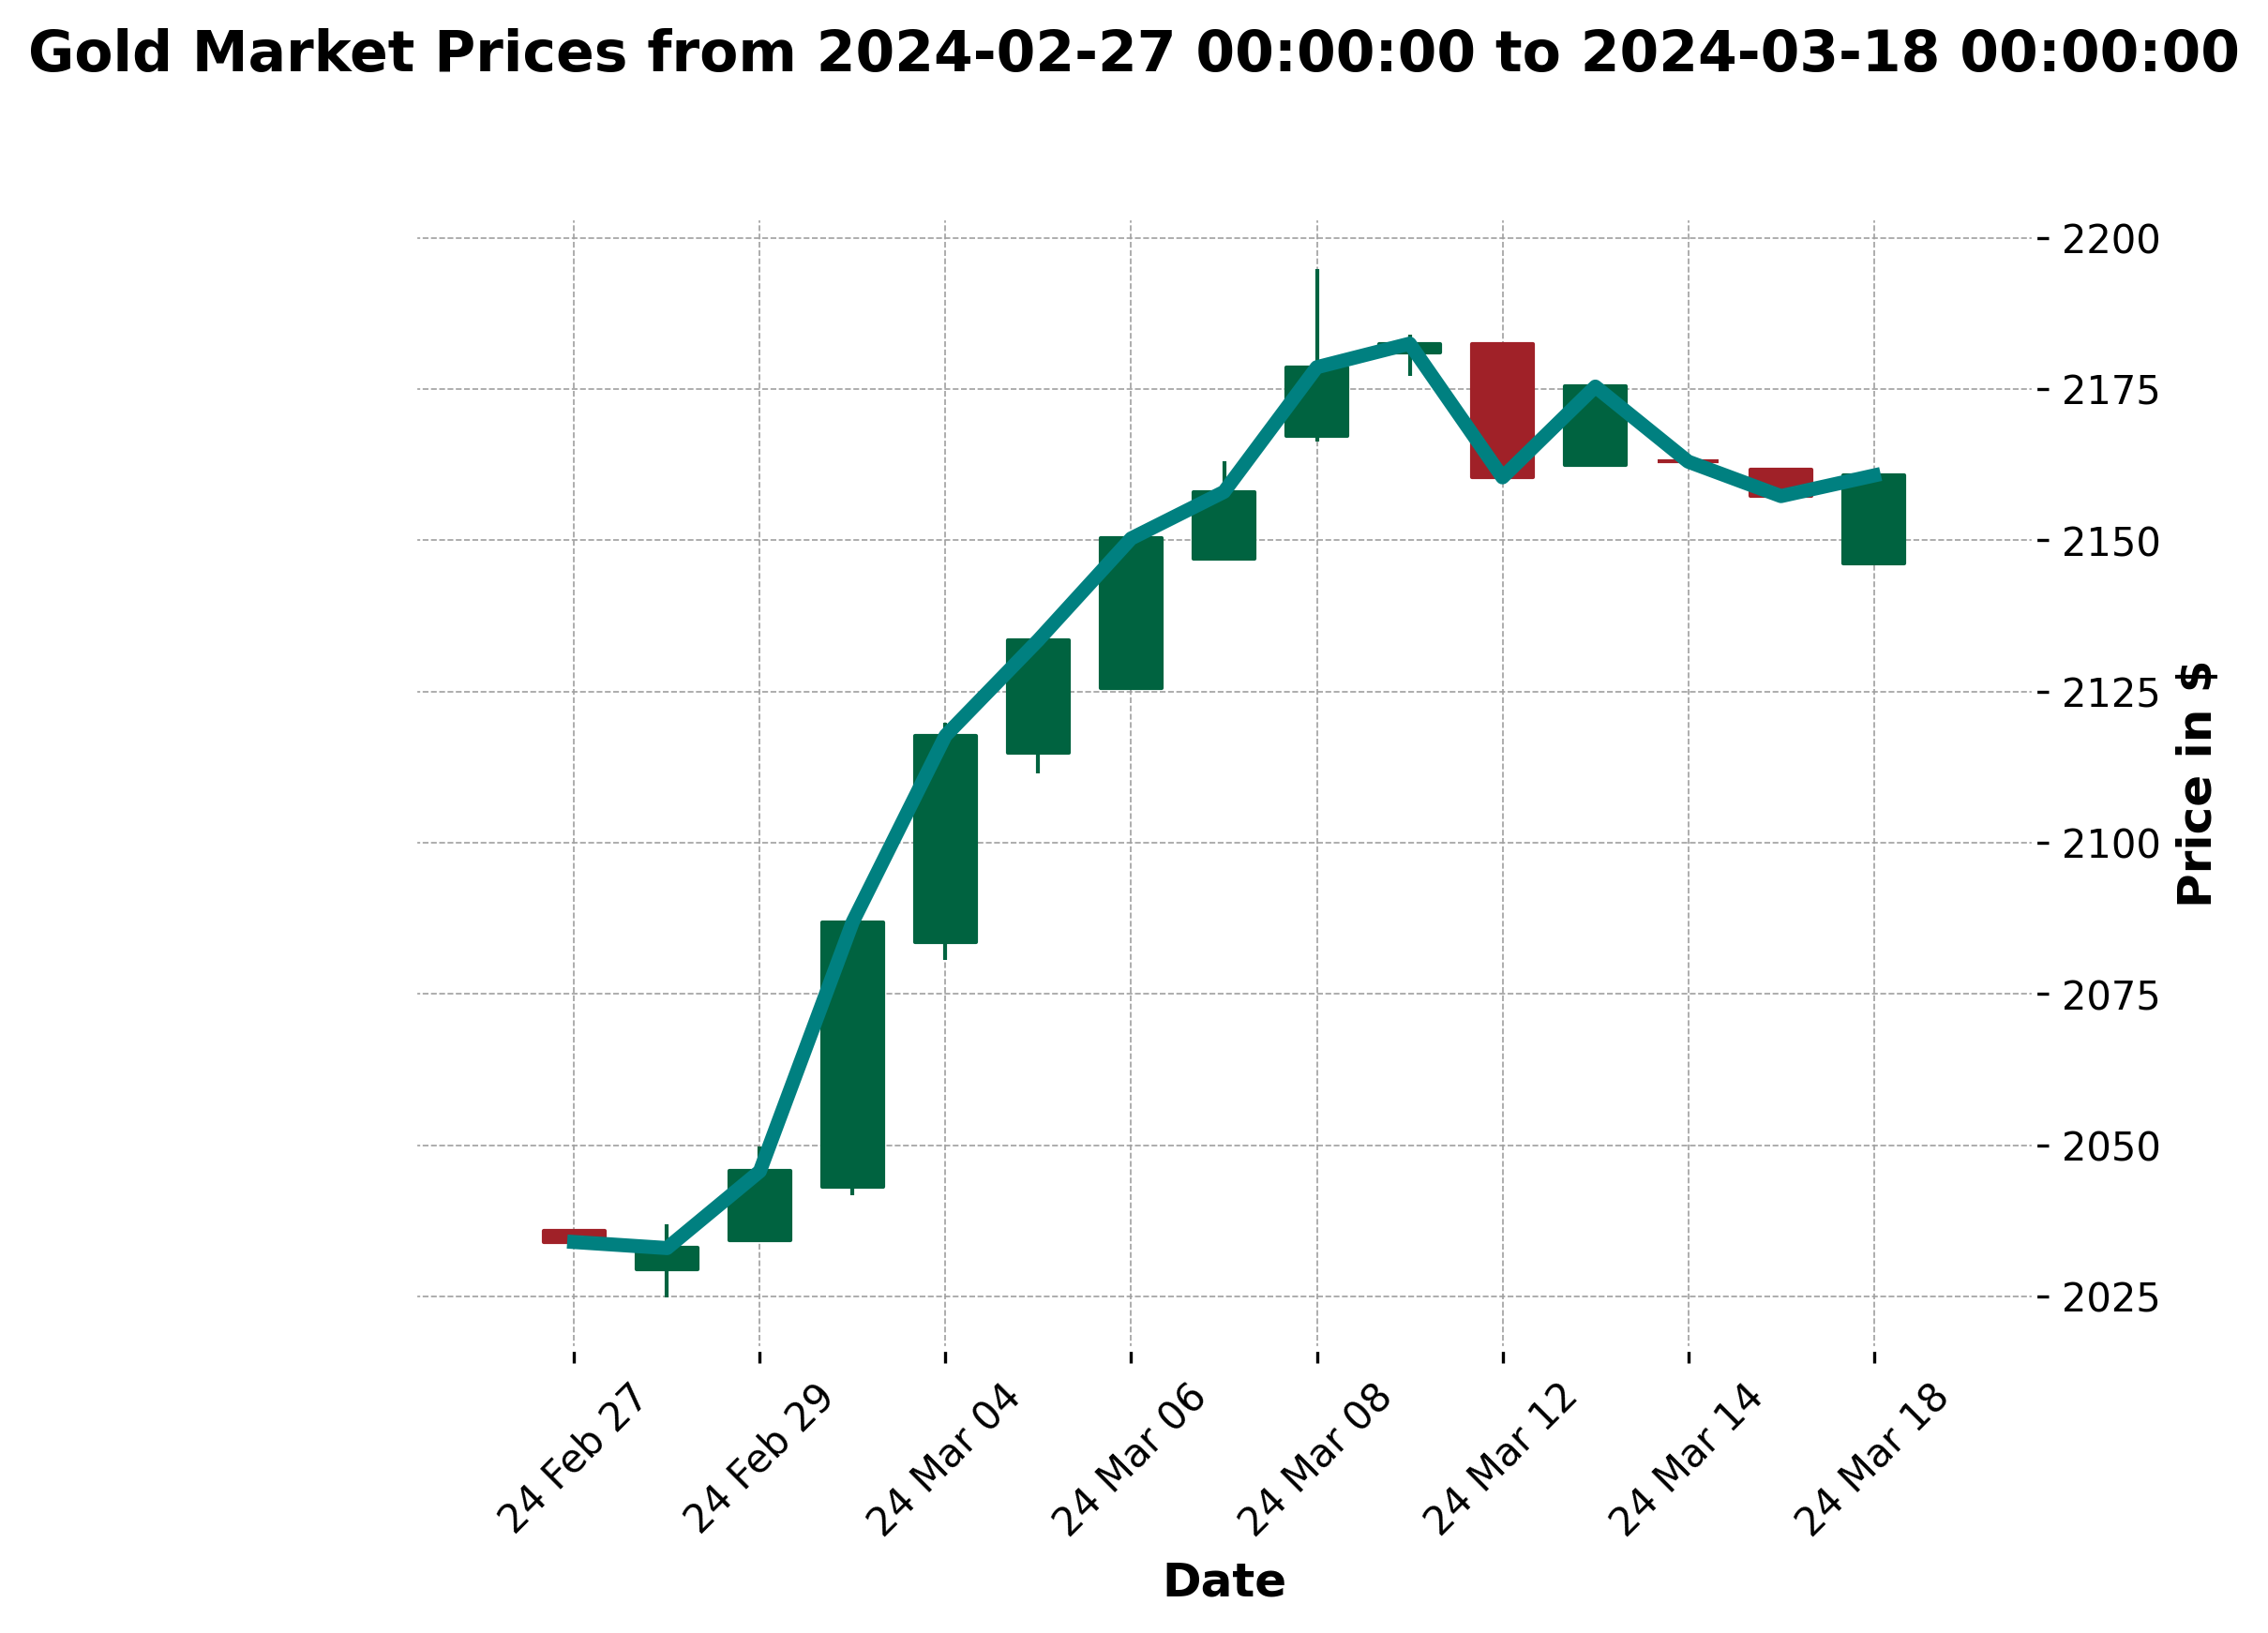 Gold Market Prices from 2024-02-27 00:00:00 to 2024-03-18 00:00:00
2200
2175
2150
2125
2100
2075
2050
2025
Price in $
24 Feb 27
24 Feb 29
24 Mar 04
24 Mar 06
24 Mar 08
24 Mar 12
24 Mar 14
24 Mar 18
Date